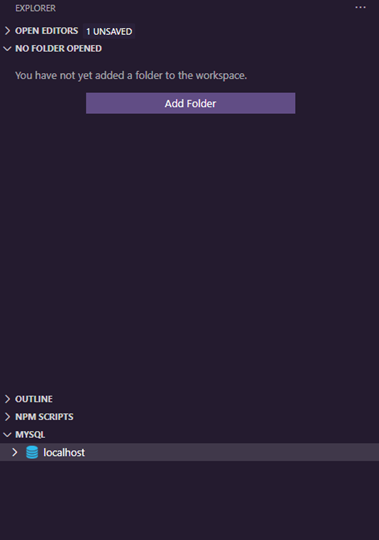 EXPLORER
OPEN EDITORS 1 UNSAVED
NO FOLDER OPENED
You have not yet added a folder to the workspace.
Add Folder
OUTLINE
NPM SCRIPTS
MYSQL
localhost